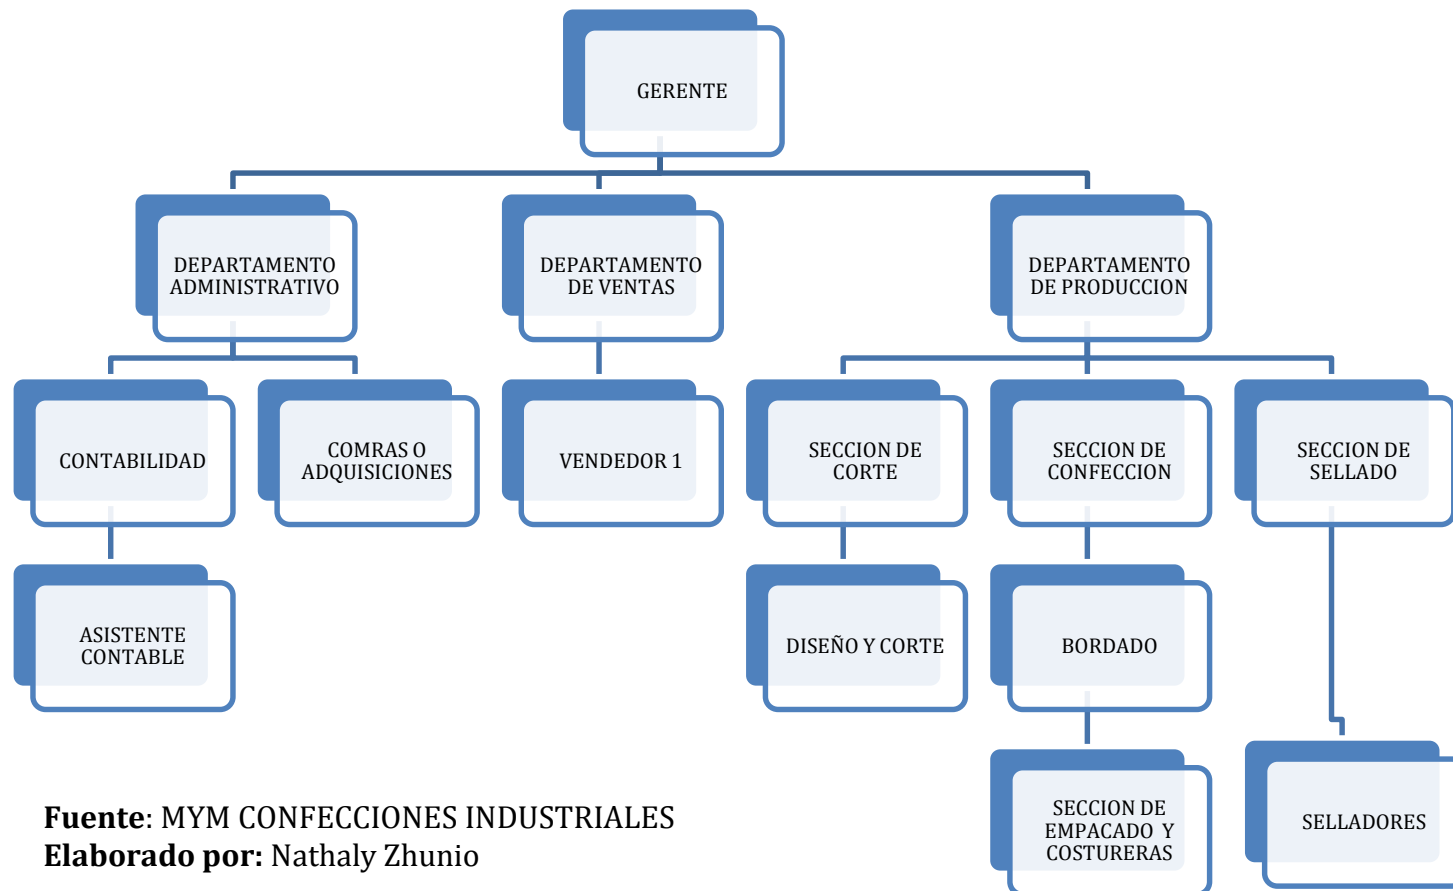 GERENTE
DEPARTAMENTO
ADMINISTRATIVO
DEPARTAMENTO
DE VENTAS
DEPARTAMENTO
DE PRODUCCION
CONTABILIDAD
COMRAS O
ADQUISICIONES
VENDEDOR 1
SECCION DE
CORTE
SECCION DE
CONFECCION
SECCION DE
SELLADO
ASISTENTE
CONTABLE
DISEÑO Y CORTE
BORDADO
SECCION DE
EMPACADO Y
COSTURERAS
SELLADORES
Fuente: MYM CONFECCIONES INDUSTRIALES
Elaborado por: Nathaly Zhunio